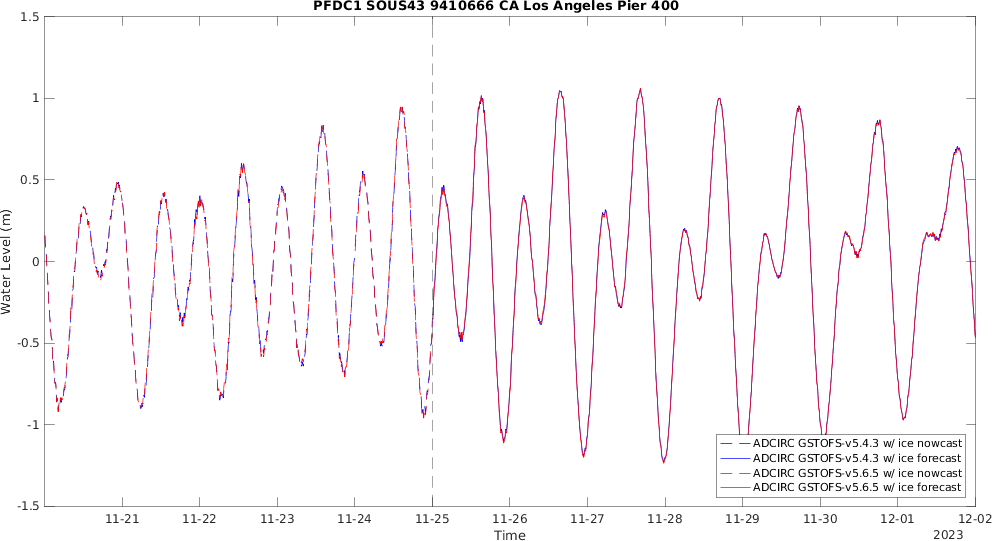 PFDC1 SOUS43 9410666 CA Los Angeles Pier 400
1.5
1
0.5
0
-0.5
-1
-1.5
Water Level (m)
11-21
11-22
11-23
11-24
11-25
11-26
11-27
11-28
11-29
11-30
12-01
12-02
Time
2023
ADCIRC GSTOFS-v5.4.3 w/ ice nowcast
ADCIRC GSTOFS-v5.4.3 w/ ice forecast
ADCIRC GSTOFS-v5.6.5 w/ ice nowcast
ADCIRC GSTOFS-v5.6.5 w/ ice forecast